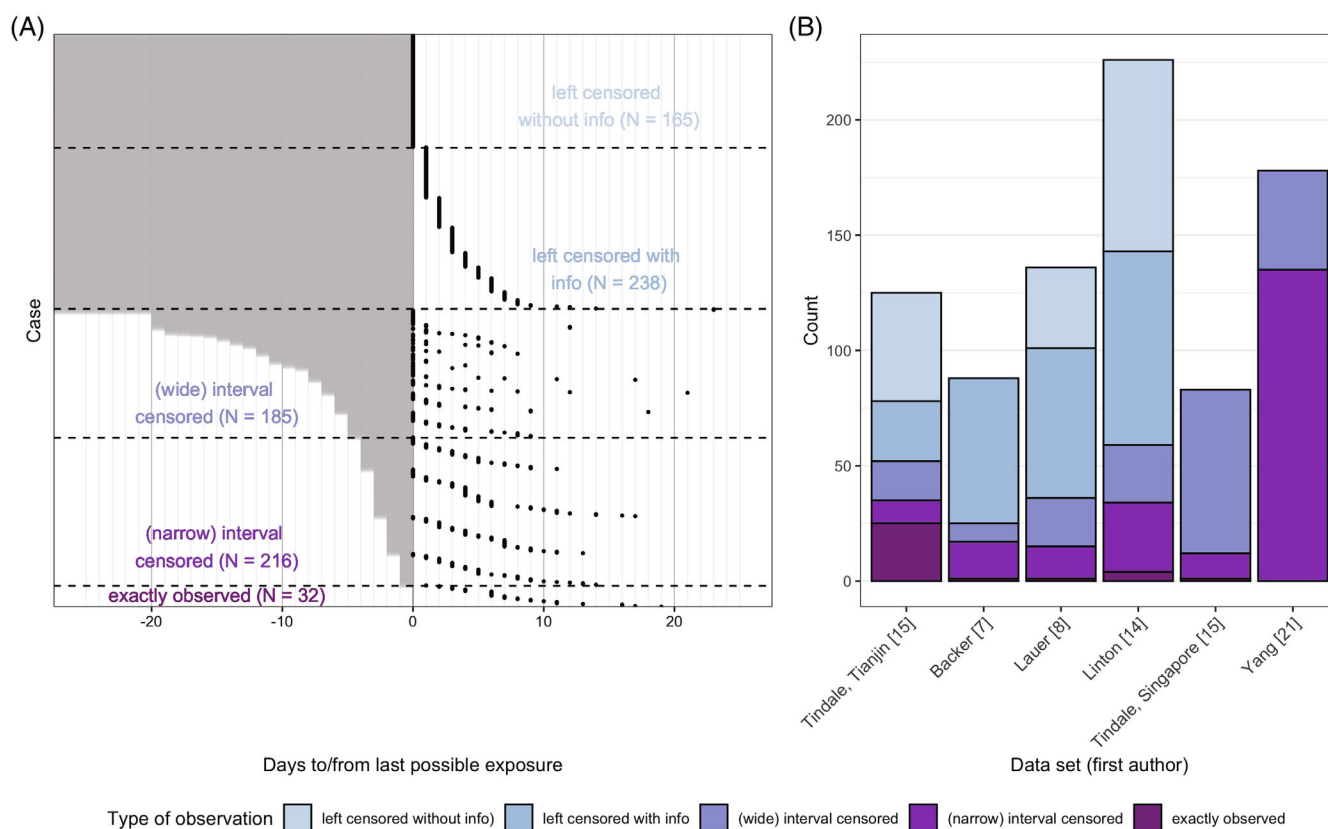 (A)
left censored
without info (N = 165)
left censored with
info (N = 238)
(wide) interval
censored (N = 185)
(narrow) interval
censored (N = 216)
exactly observed (N = 32)
Case
-20
-10
0
10
20
Days to/from last possible exposure
(B)
Count
200
150
100
50
0
Tindale, Tianjin [15]
Backer [7]
Lauer [8]
Linton [14]
Tindale, Singapore [15]
Yang [21]
Data set (first author)
Type of observation
left censored without info)
left censored with info
(wide) interval censored
(narrow) interval censored
exactly observed